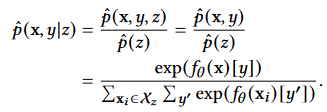 p̂(x, y|z) = p̂(x, y, z) / p̂(z) = p̂(x, y) / p̂(z)
= exp(f_θ(x)[y]) / ∑_{x_i∈𝒳_z} ∑_{y′} exp(f_θ(x_i)[y′]).